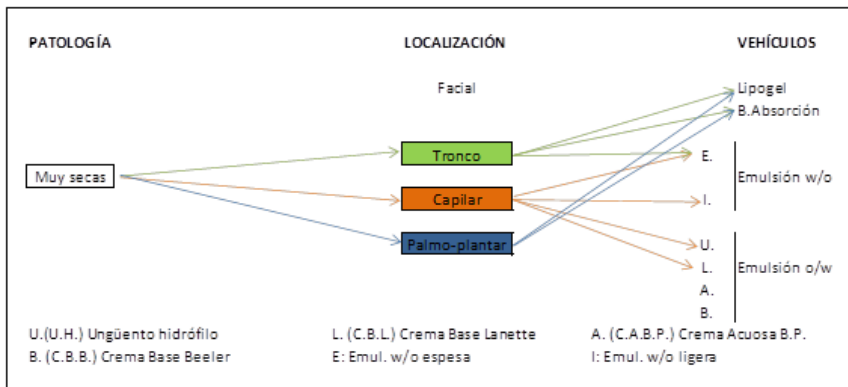 PATOLOGÍA LOCALIZACIÓN VEHÍCULOS
Facial Lipogel
B.Absorción
Tronco E.
Muy secas Emulsión w/o
Capilar I.
Palmo-plantar U.
L. Emulsión o/w
A.
B.
U.(U.H.) Ungüento hidrófilo L. (C.B.L.) Crema Base Lanette A. (C.A.B.P.) Crema Acuosa B.P.
B. (C.B.B.) Crema Base Beeler E: Emul. w/o espesa I: Emul. w/o ligera